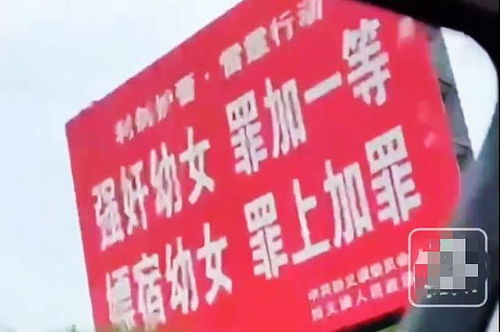 利剑护蕾·雷霆行动
强奸幼女 罪加一等
嫖宿幼女 罪上加罪